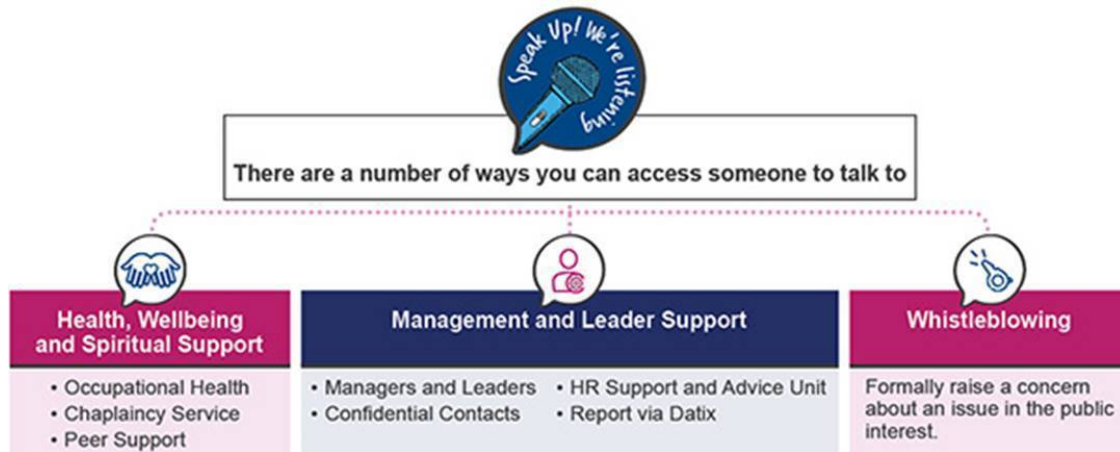 Speak Up! We're listening
There are a number of ways you can access someone to talk to
Health, Wellbeing
and Spiritual Support
• Occupational Health
• Chaplaincy Service
• Peer Support
Management and Leader Support
• Managers and Leaders
• Confidential Contacts
• HR Support and Advice Unit
• Report via Datix
Whistleblowing
Formally raise a concern
about an issue in the public
interest.